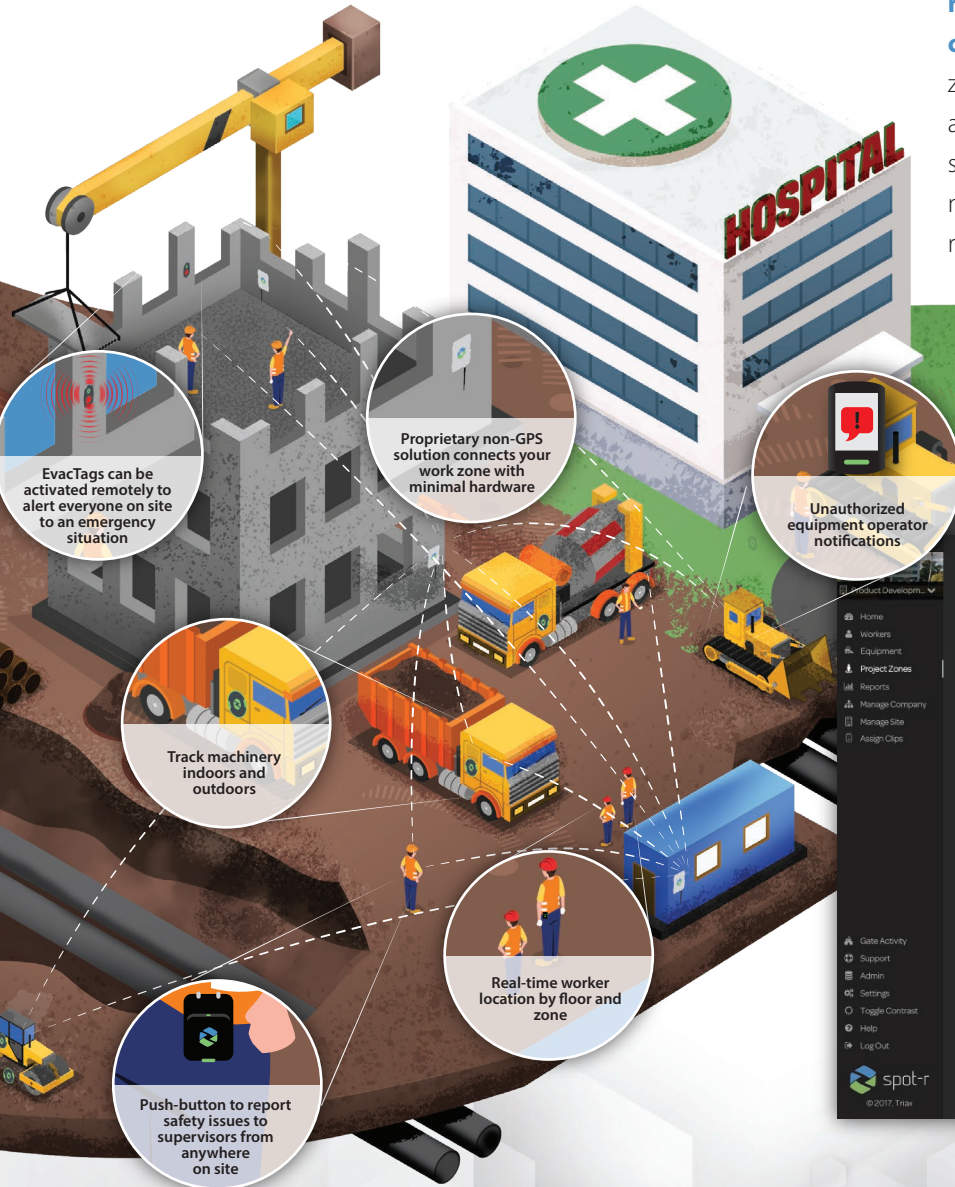 HOSPITAL
EvacTags can be
activated remotely to
alert everyone on site
to an emergency
situation
Proprietary non-GPS
solution connects your
work zone with
minimal hardware
Unauthorized
equipment operator
notifications
Track machinery
indoors and
outdoors
Real-time worker
location by floor and
zone
Push-button to report
safety issues to
supervisors from
anywhere
on site
Product Developm...
Home
Workers
Equipment
Project Zones
Reports
Manage Company
Manage Site
Assign Clips
Gate Activity
Support
Admin
Settings
Toggle Contrast
Help
Log Out
spot-r
© 2017, Triax